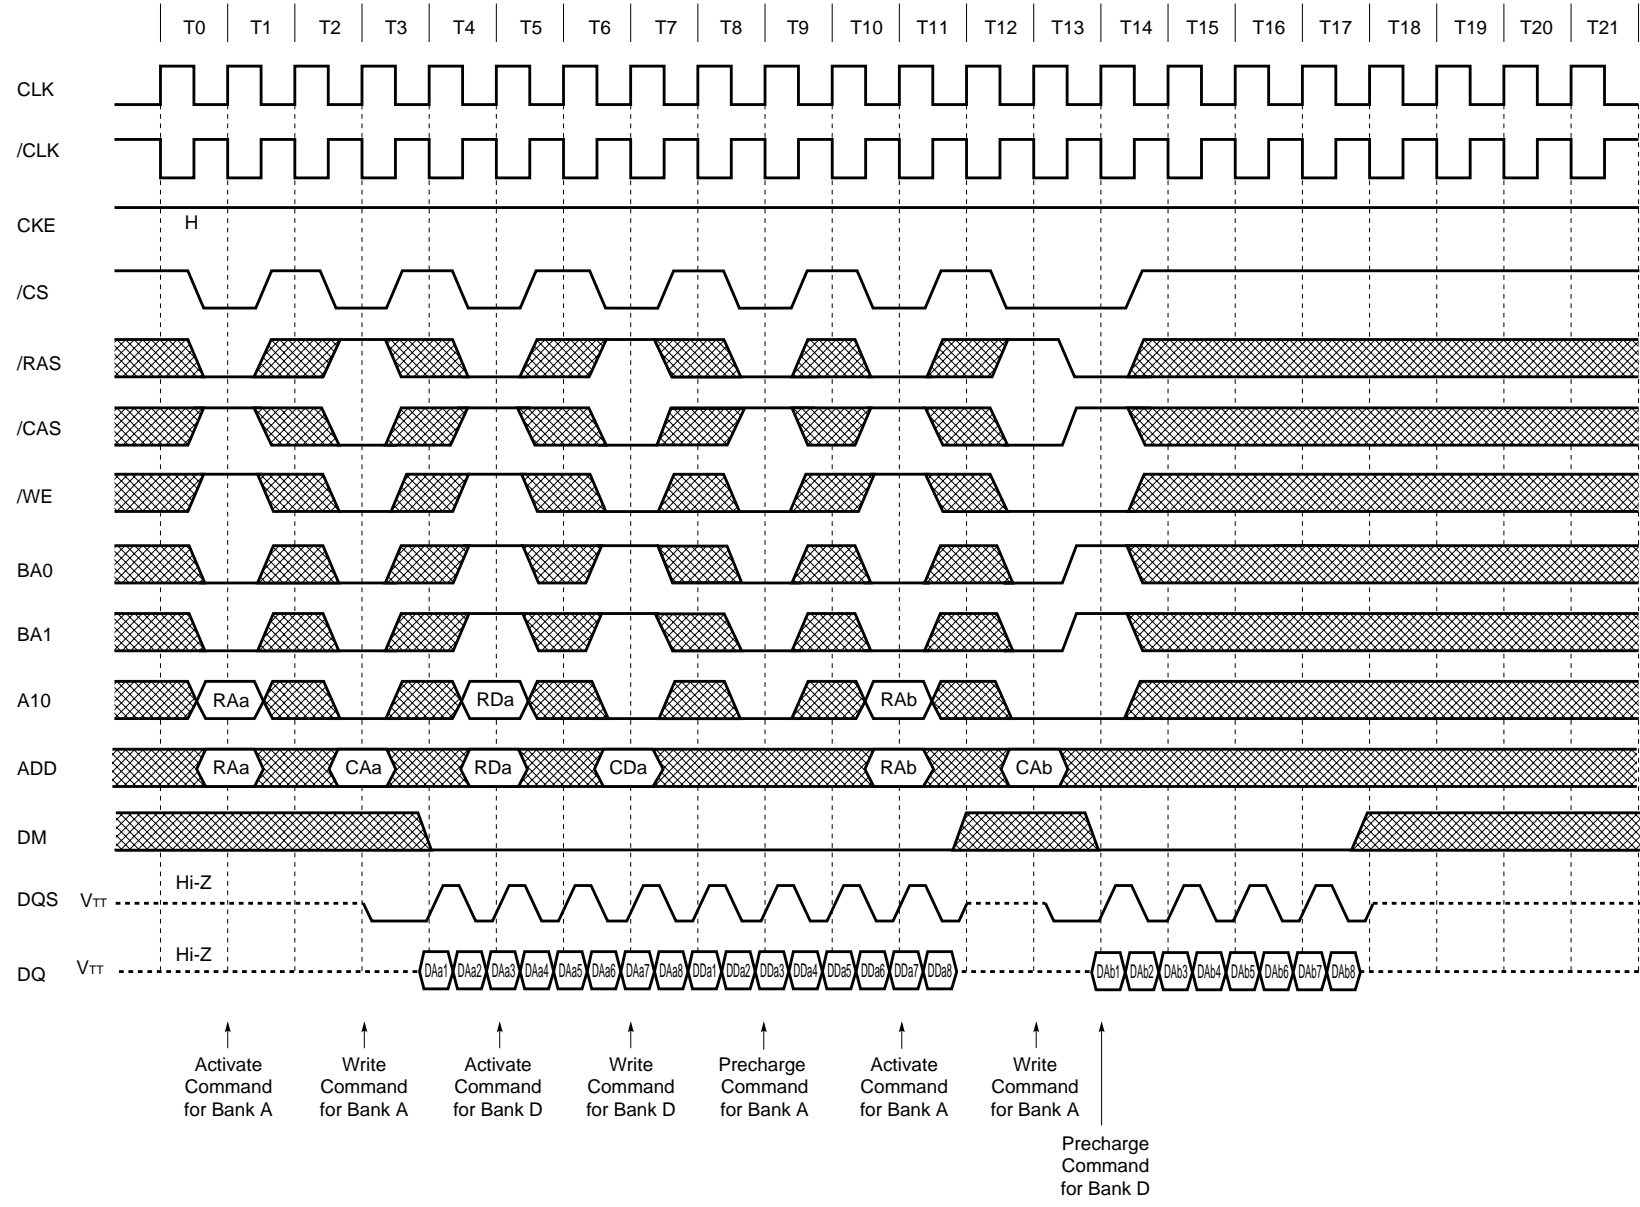 T0 T1 T2 T3 T4 T5 T6 T7 T8 T9 T10 T11 T12 T13 T14 T15 T16 T17 T18 T19 T20 T21
CLK
/CLK
CKE H
/CS
/RAS
/CAS
/WE
BA0
BA1
A10 RAa RDa RAb
ADD RAa CAa RDa CDa RAb CAb
DM
Hi-Z
DQS VTT
Hi-Z
DQ VTT DAa1 DAa2 DAa3 DAa4 DAa5 DAa6 DAa7 DAa8 DDa1 DDa2 DDa3 DDa4 DDa5 DDa6 DDa7 DDa8 DAb1 DAb2 DAb3 DAb4 DAb5 DAb6 DAb7 DAb8
Activate
Command
for Bank A
Write
Command
for Bank A
Activate
Command
for Bank D
Write
Command
for Bank D
Precharge
Command
for Bank A
Activate
Command
for Bank A
Write
Command
for Bank A
Precharge
Command
for Bank D